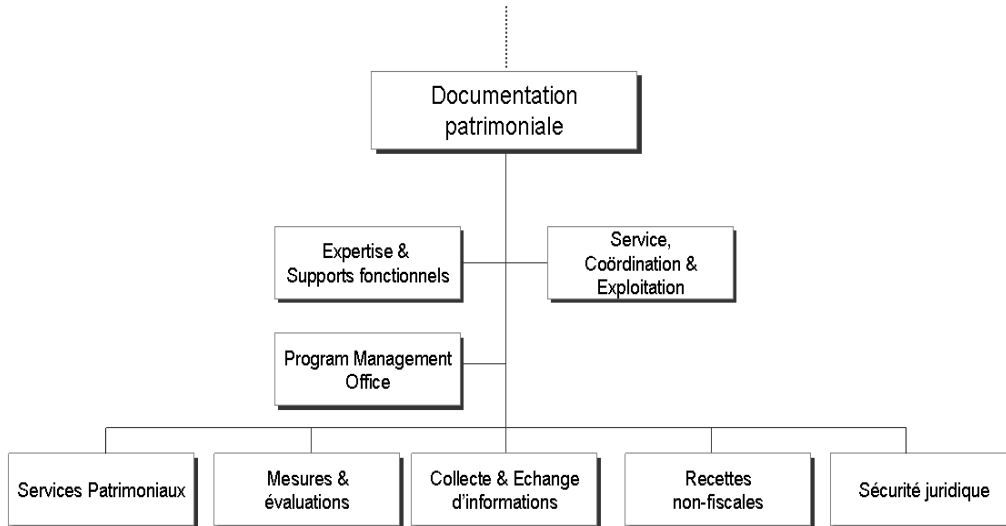 Documentation
patrimoniale
Expertise &
Supports fonctionnels
Service,
Coördination &
Exploitation
Program Management
Office
Services Patrimoniaux
Mesures &
évaluations
Collecte & Echange
d'informations
Recettes
non-fiscales
Sécurité juridique